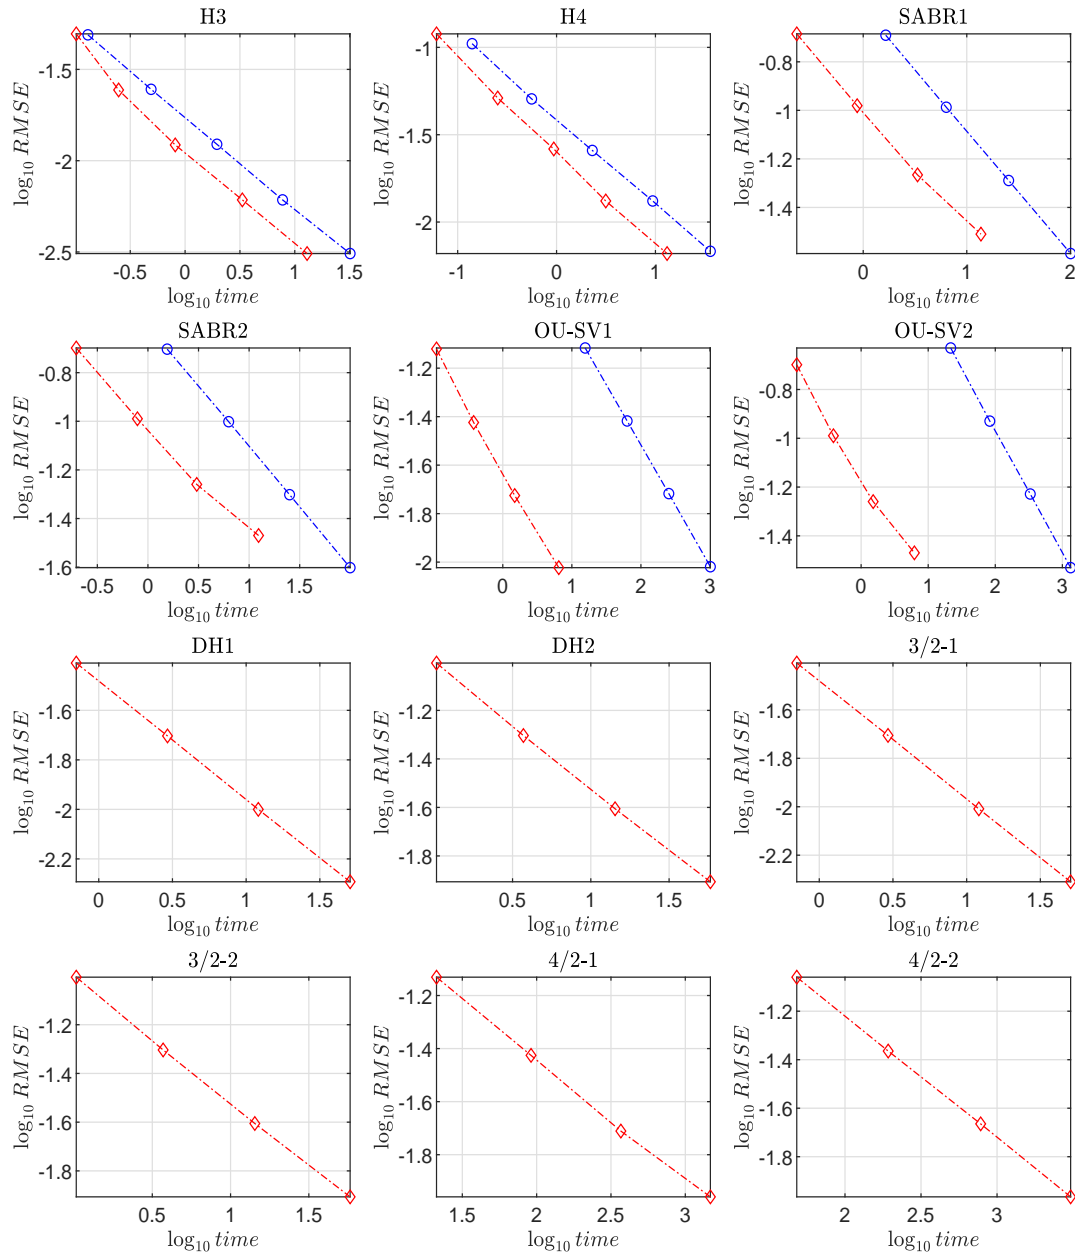 H3
-1.5
-2
-2.5
log10 RMSE
-0.5 0 0.5 1 1.5
log10 time
H4
-1
-1.5
-2
log10 RMSE
-1 0 1
log10 time
SABR1
-0.8
-1
-1.2
-1.4
log10 RMSE
0 1 2
log10 time
SABR2
-0.8
-1
-1.2
-1.4
-1.6
log10 RMSE
-0.5 0 0.5 1 1.5
log10 time
OU-SV1
-1.2
-1.4
-1.6
-1.8
-2
log10 RMSE
0 1 2 3
log10 time
OU-SV2
-0.8
-1
-1.2
-1.4
log10 RMSE
0 1 2 3
log10 time
DH1
-1.6
-1.8
-2
-2.2
log10 RMSE
0 0.5 1 1.5
log10 time
DH2
-1.2
-1.4
-1.6
-1.8
log10 RMSE
0.5 1 1.5
log10 time
3/2-1
-1.6
-1.8
-2
-2.2
log10 RMSE
0 0.5 1 1.5
log10 time
3/2-2
-1.2
-1.4
-1.6
-1.8
log10 RMSE
0.5 1 1.5
log10 time
4/2-1
-1.2
-1.4
-1.6
-1.8
log10 RMSE
1.5 2 2.5 3
log10 time
4/2-2
-1.2
-1.4
-1.6
-1.8
log10 RMSE
2 2.5 3
log10 time